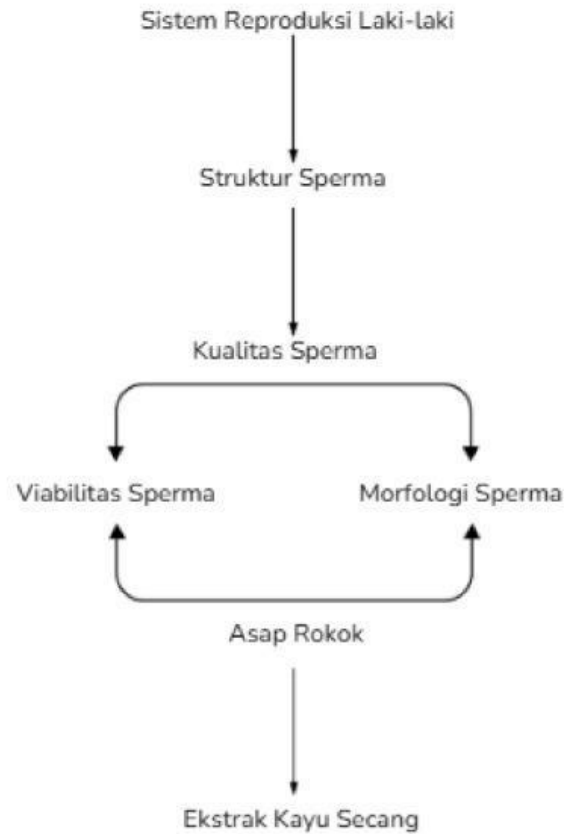 Sistem Reproduksi Laki-laki
Struktur Sperma
Kualitas Sperma
Viabilitas Sperma
Morfologi Sperma
Asap Rokok
Ekstrak Kayu Secang